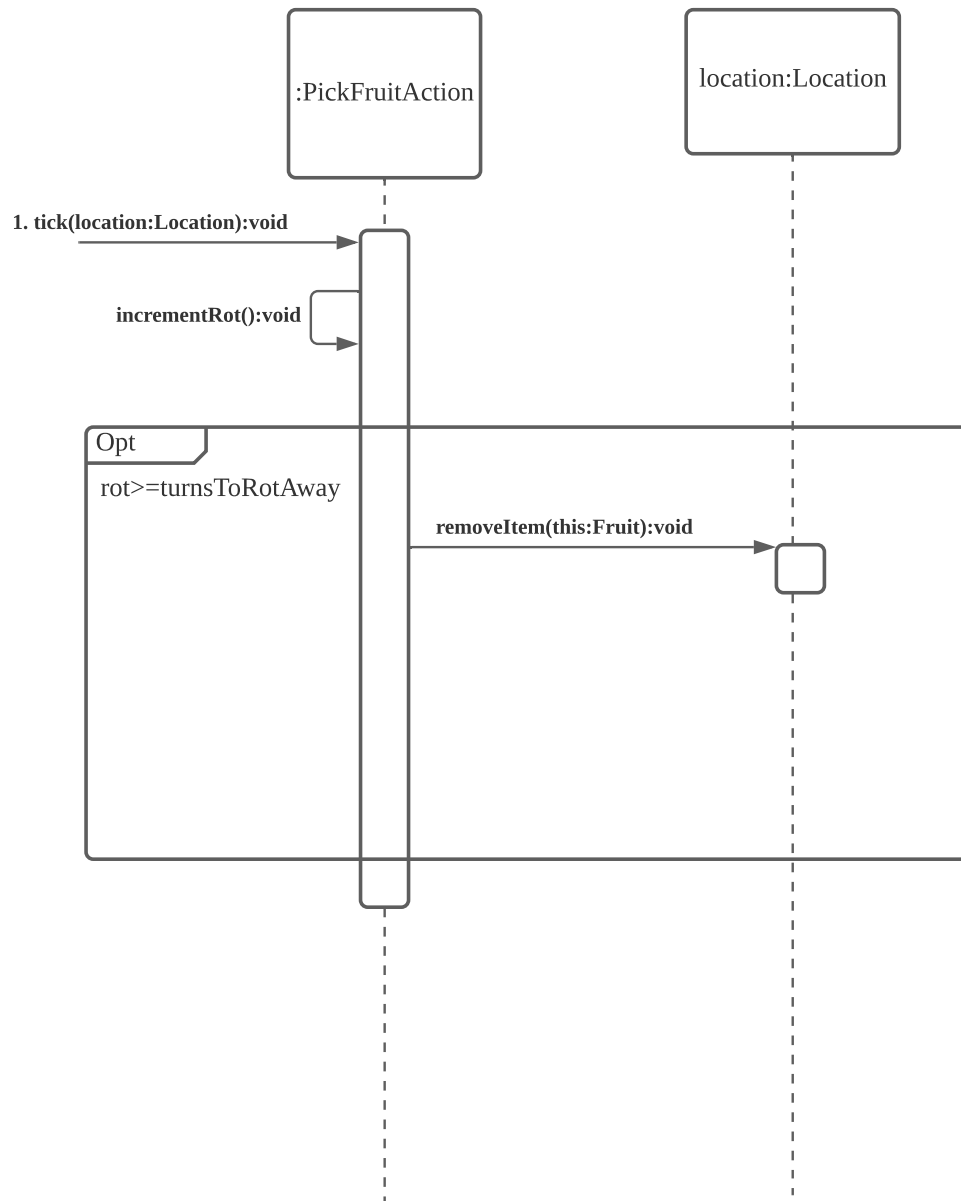 :PickFruitAction
location:Location
1. tick(location:Location):void
incrementRot():void
Opt
rot>=turnsToRotAway
removeItem(this:Fruit):void